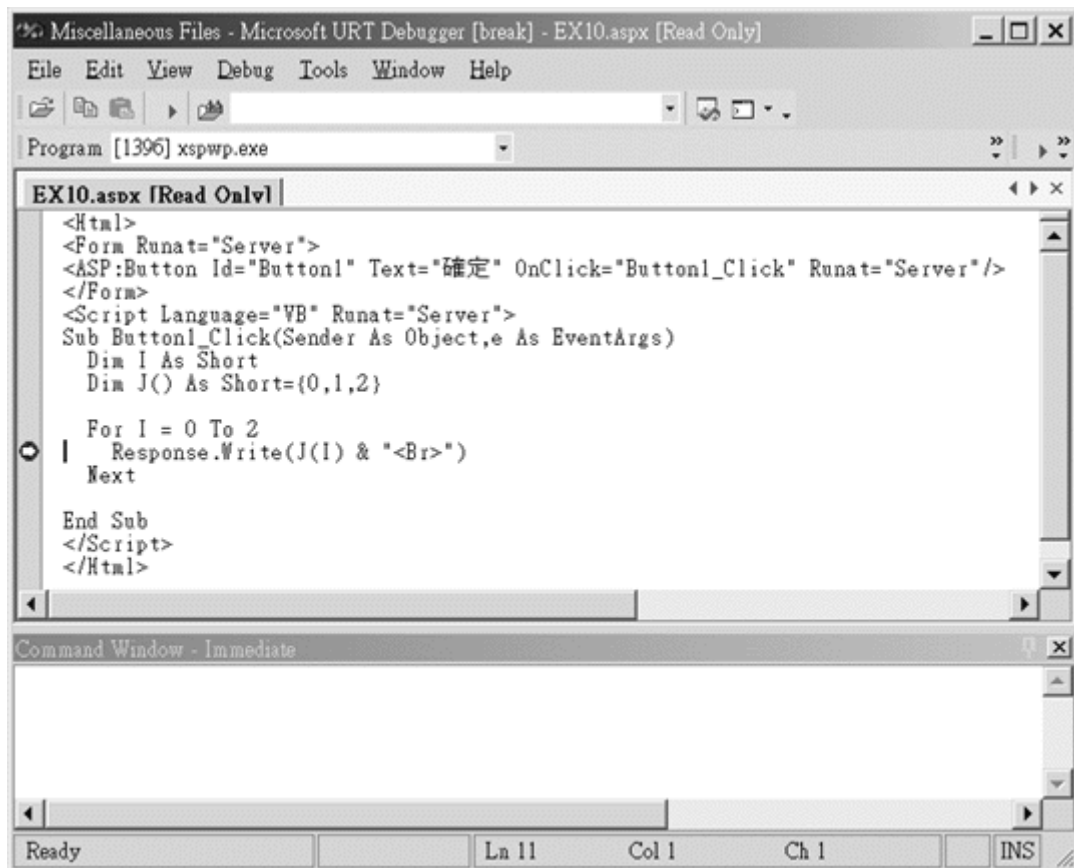 Miscellaneous Files - Microsoft URT Debugger [break] - EX10.aspx [Read Only]
File Edit View Debug Tools Window Help
Program [1396] xspwp.exe
EX10.aspx [Read Only]
<Html>
<Form Runat="Server">
<ASP:Button Id="Button1" Text="確定" OnClick="Button1_Click" Runat="Server"/>
</Form>
<Script Language="VB" Runat="Server">
Sub Button1_Click(Sender As Object,e As EventArgs)
Dim I As Short
Dim J() As Short={0,1,2}
For I = 0 To 2
Response.Write(J(I) & "<Br>")
Next
End Sub
</Script>
</Html>
Command Window - Immediate
Ready Ln 11 Col 1 Ch 1 INS